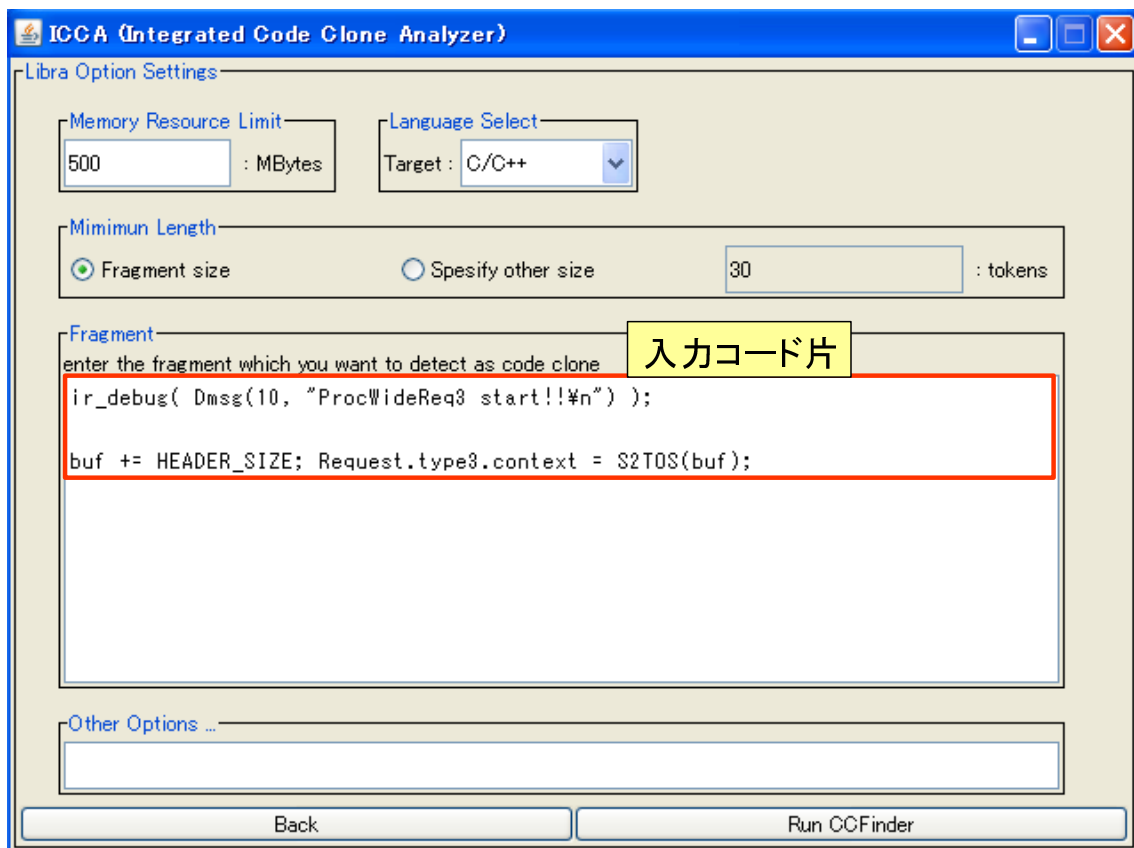 ICCA (Integrated Code Clone Analyzer)
Libra Option Settings
Memory Resource Limit
500 : MBytes
Language Select
Target : C/C++
Mimimun Length
Fragment size
Spesify other size
30 : tokens
Fragment
enter the fragment which you want to detect as code clone
入力コード片
ir_debug( Dmsg(10, "ProcWideReq3 start!!¥n") );
buf += HEADER_SIZE; Request.type3.context = S2TOS(buf);
Other Options ...
Back
Run CCFinder